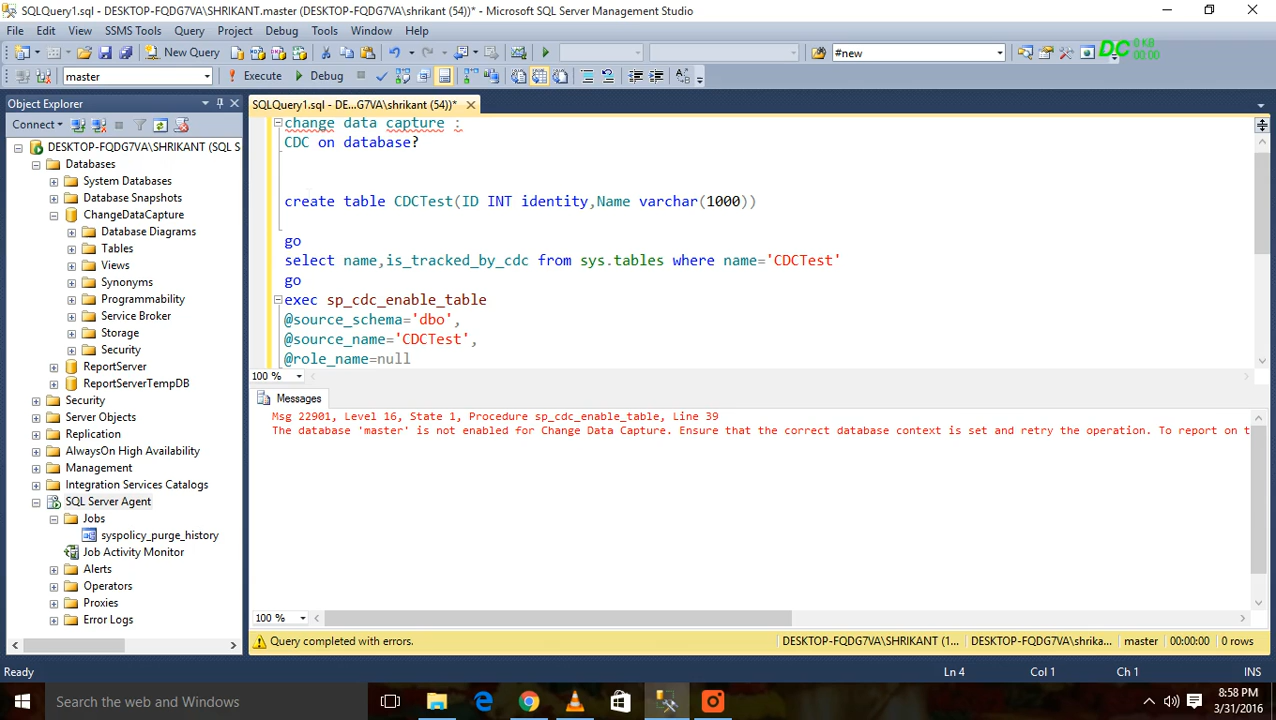 SQLQuery1.sql - DESKTOP-FQDG7VA\SHRIKANT.master (DESKTOP-FQDG7VA\shrikant (54))* - Microsoft SQL Server Management Studio
File Edit View SSMS Tools Query Project Debug Tools Window Help
New Query #new DC 0 KB 00:00
master Execute Debug
Object Explorer
SQLQuery1.sql - DE...G7VA\shrikant (54))*
Connect
DESKTOP-FQDG7VA\SHRIKANT (SQL S
Databases
System Databases
Database Snapshots
ChangeDataCapture
Database Diagrams
Tables
Views
Synonyms
Programmability
Service Broker
Storage
Security
ReportServer
ReportServerTempDB
Security
Server Objects
Replication
AlwaysOn High Availability
Management
Integration Services Catalogs
SQL Server Agent
Jobs
syspolicy_purge_history
Job Activity Monitor
Alerts
Operators
Proxies
Error Logs
change data capture :
CDC on database?
create table CDCTest(ID INT identity,Name varchar(1000))
go
select name,is_tracked_by_cdc from sys.tables where name='CDCTest'
go
exec sp_cdc_enable_table
@source_schema='dbo',
@source_name='CDCTest',
@role_name=null
100 %
Messages
Msg 22901, Level 16, State 1, Procedure sp_cdc_enable_table, Line 39
The database 'master' is not enabled for Change Data Capture. Ensure that the correct database context is set and retry the operation. To report on t
100 %
Query completed with errors. DESKTOP-FQDG7VA\SHRIKANT (1... DESKTOP-FQDG7VA\shrika... master 00:00:00 0 rows
Ready Ln 4 Col 1 Ch 1 INS
Search the web and Windows
8:58 PM
3/31/2016